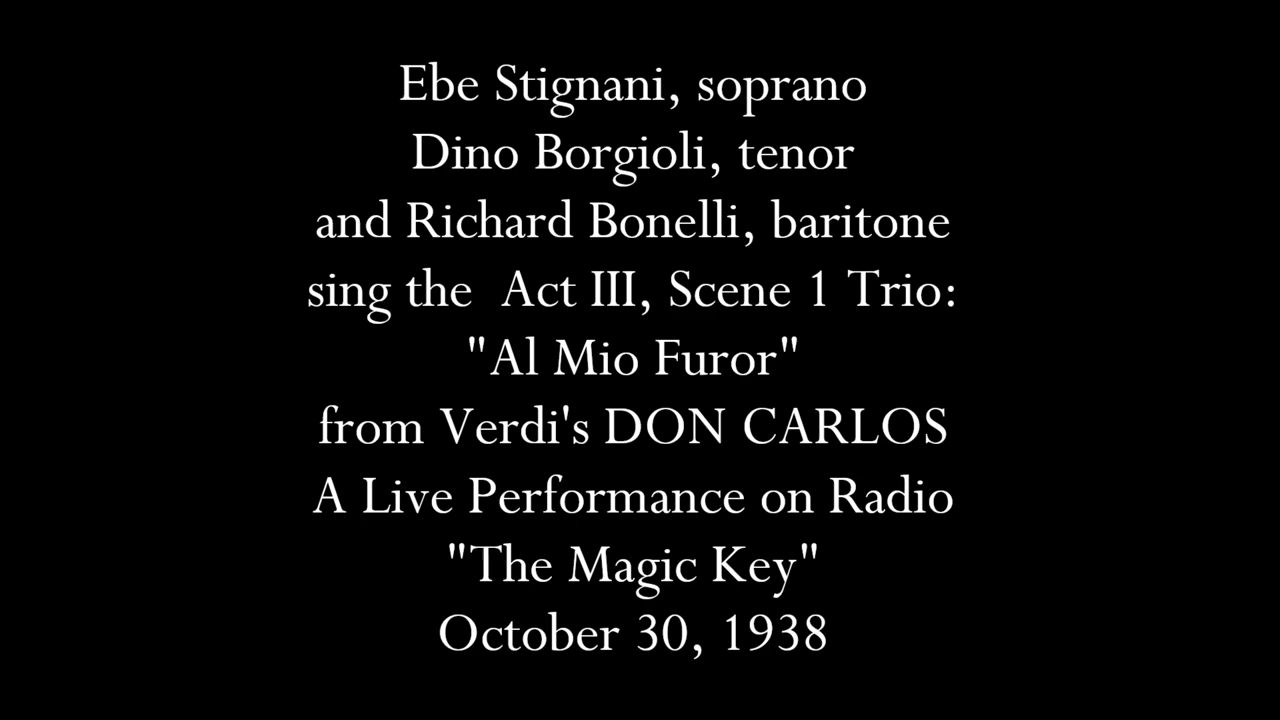 Ebe Stignani, soprano
Dino Borgioli, tenor
and Richard Bonelli, baritone
sing the  Act III, Scene 1 Trio:
"Al Mio Furor"
from Verdi's DON CARLOS
A Live Performance on Radio
"The Magic Key"
October 30, 1938